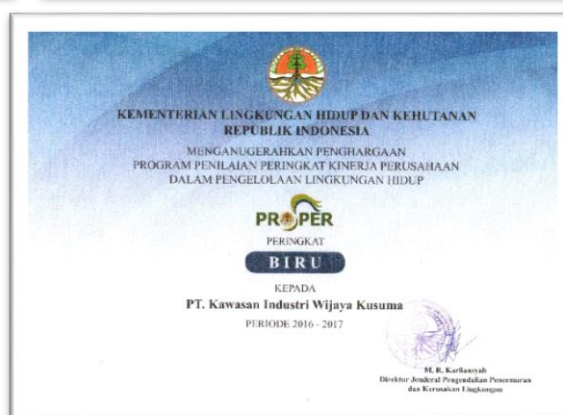 KEMENTERIAN LINGKUNGAN HIDUP DAN KEHUTANAN
REPUBLIK INDONESIA
MENGANUGERAHKAN PENGHARGAAN
PROGRAM PENILAIAN PERINGKAT KINERJA PERUSAHAAN
DALAM PENGELOLAAN LINGKUNGAN HIDUP
PROPER
PERINGKAT
BIRU
KEPADA
PT. Kawasan Industri Wijaya Kusuma
PERIODE 2016 - 2017
M. R. Karliansyah
Direktur Jenderal Pengendalian Pencemaran
dan Kerusakan Lingkungan